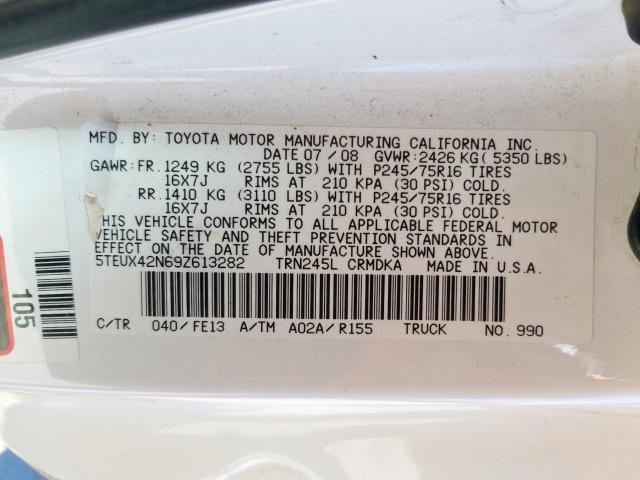 MFD. BY: TOYOTA MOTOR MANUFACTURING CALIFORNIA INC.
DATE 07/08 GVWR:2426 KG( 5350 LBS)
GAWR:FR.1249 KG (2755 LBS) WITH P245/75R16 TIRES
16X7J RIMS AT 210 KPA (30 PSI) COLD.
RR.1410 KG (3110 LBS) WITH P245/75R16 TIRES
16X7J RIMS AT 210 KPA (30 PSI) COLD.
HIS VEHICLE CONFORMS TO ALL APPLICABLE FEDERAL MOTOR
VEHICLE SAFETY AND THEFT PREVENTION STANDARDS IN
EFFECT ON THE DATE OF MANUFACTURE SHOWN ABOVE.
5TEUX42N69Z613282 TRN245L CRMDKA MADE IN U.S.A.
C/TR 040/FE13 A/TM A02A/R155 TRUCK NO. 990
105